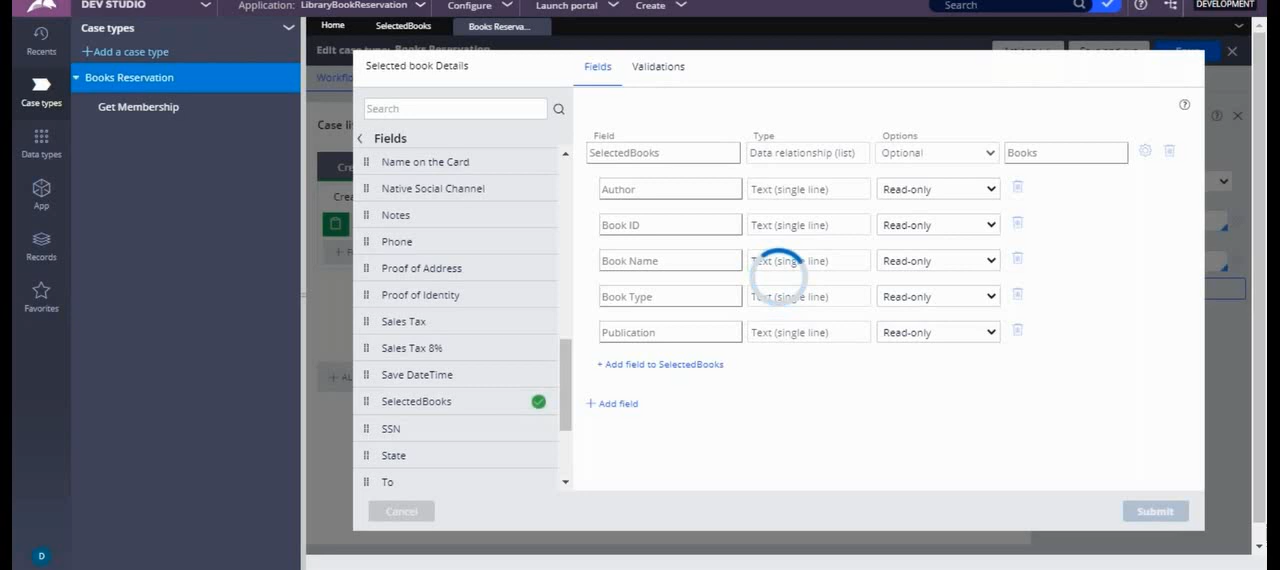 DEV STUDIO
Application: LibraryBookReservation
Configure
Launch portal
Create
Search
DEVELOPMENT
Recents
Case types
Data types
App
Records
Favorites
D
Case types
+Add a case type
Books Reservation
Get Membership
Home
SelectedBooks
Books Reserva...
Edit case type: Books Reservation
Workflo
Case li
Cre
Crea
Selected book Details
Search
Fields
Name on the Card
Native Social Channel
Notes
Phone
Proof of Address
Proof of Identity
Sales Tax
Sales Tax 8%
Save DateTime
SelectedBooks
SSN
State
To
Cancel
Fields
Validations
Field Type Options
SelectedBooks Data relationship (list) Optional Books
Author Text (single line) Read-only
Book ID Text (single line) Read-only
Book Name Text (single line) Read-only
Book Type Text (single line) Read-only
Publication Text (single line) Read-only
+ Add field to SelectedBooks
+ Add field
Submit